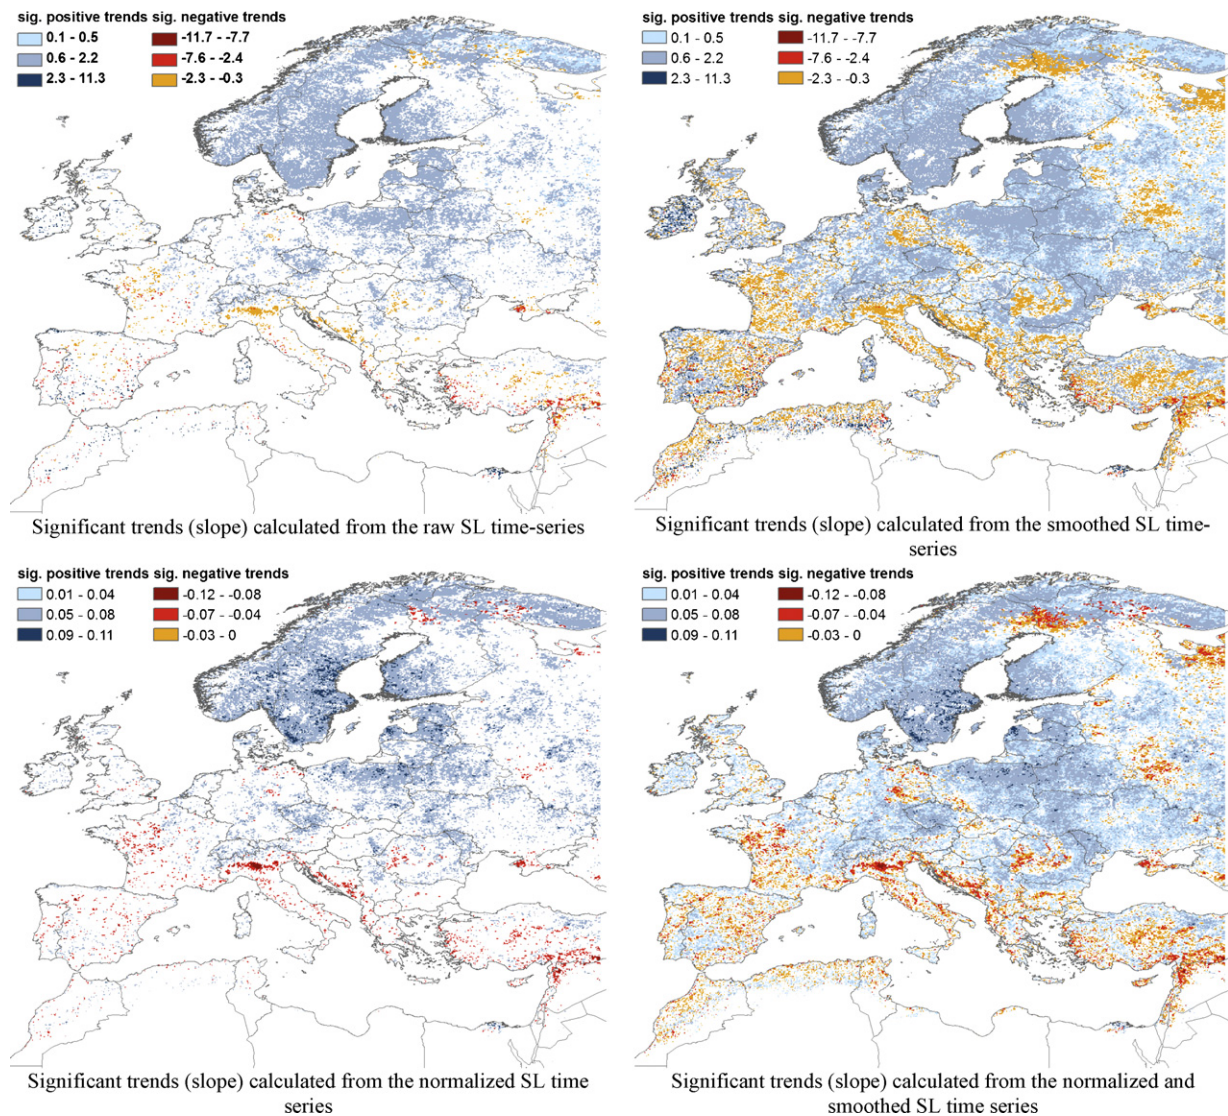 sig. positive trends sig. negative trends
0.1 - 0.5 -11.7 - -7.7
0.6 - 2.2 -7.6 - -2.4
2.3 - 11.3 -2.3 - -0.3
Significant trends (slope) calculated from the raw SL time-series
sig. positive trends sig. negative trends
0.1 - 0.5 -11.7 - -7.7
0.6 - 2.2 -7.6 - -2.4
2.3 - 11.3 -2.3 - -0.3
Significant trends (slope) calculated from the smoothed SL time-
series
sig. positive trends sig. negative trends
0.01 - 0.04 -0.12 - -0.08
0.05 - 0.08 -0.07 - -0.04
0.09 - 0.11 -0.03 - 0
Significant trends (slope) calculated from the normalized SL time
series
sig. positive trends sig. negative trends
0.01 - 0.04 -0.12 - -0.08
0.05 - 0.08 -0.07 - -0.04
0.09 - 0.11 -0.03 - 0
Significant trends (slope) calculated from the normalized and
smoothed SL time series